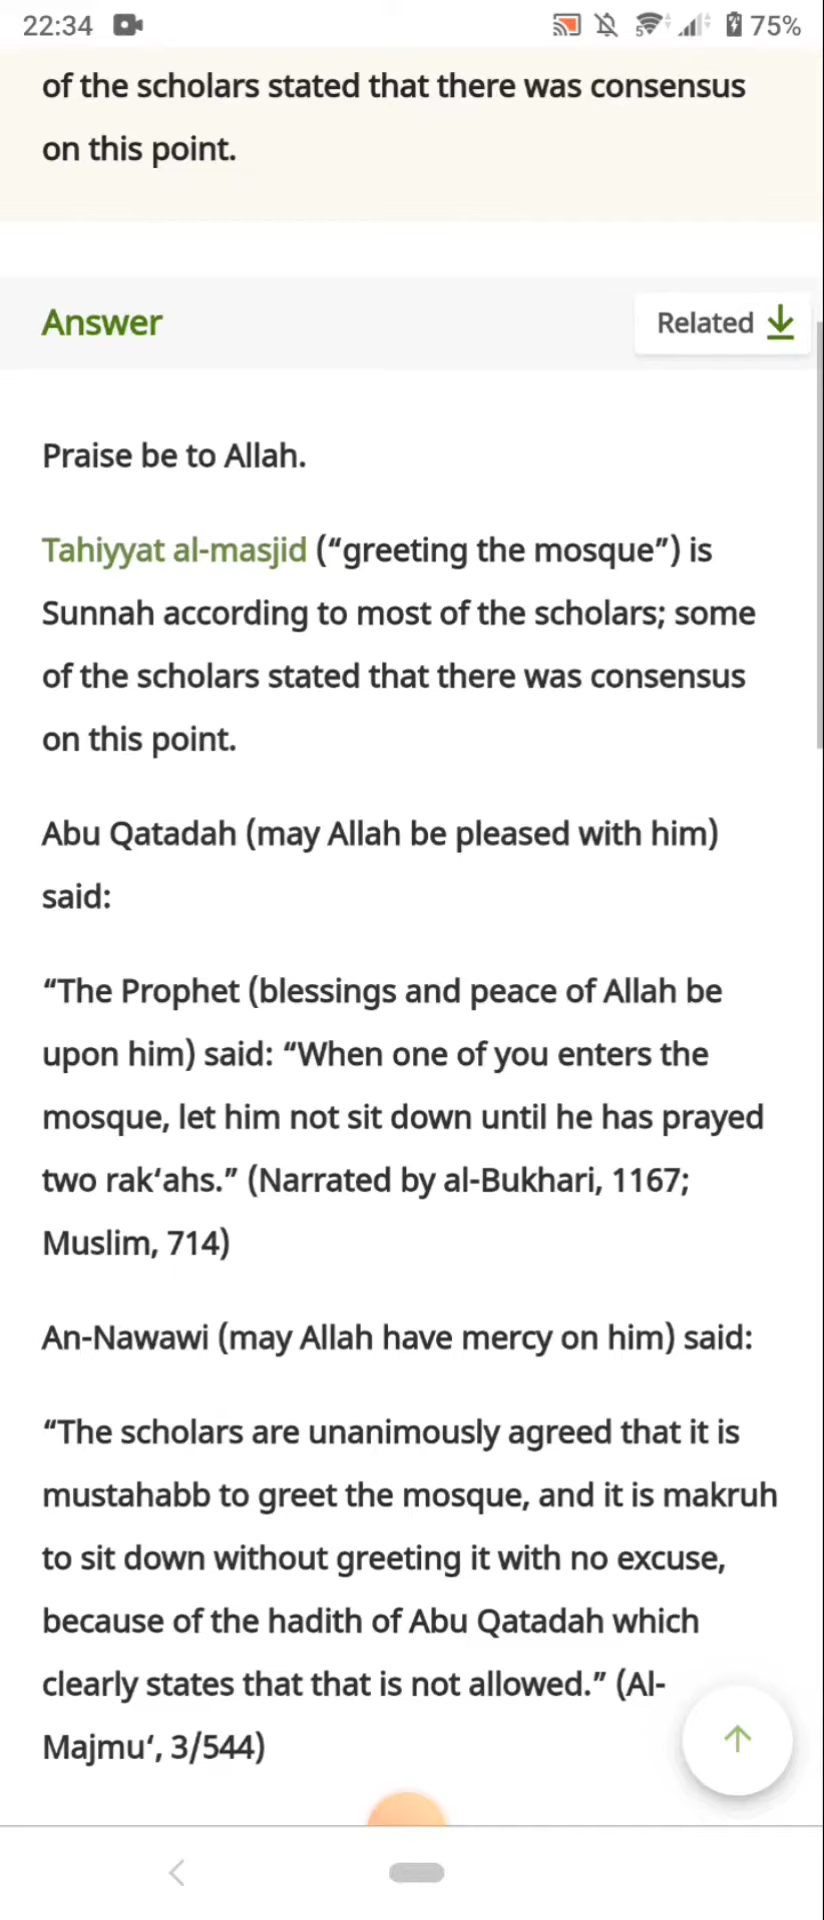 22:34
5
75%
of the scholars stated that there was consensus
on this point.
Answer
Related
Praise be to Allah.
Tahiyyat al-masjid (“greeting the mosque”) is
Sunnah according to most of the scholars; some
of the scholars stated that there was consensus
on this point.
Abu Qatadah (may Allah be pleased with him)
said:
“The Prophet (blessings and peace of Allah be
upon him) said: “When one of you enters the
mosque, let him not sit down until he has prayed
two rak‘ahs.” (Narrated by al-Bukhari, 1167;
Muslim, 714)
An-Nawawi (may Allah have mercy on him) said:
“The scholars are unanimously agreed that it is
mustahabb to greet the mosque, and it is makruh
to sit down without greeting it with no excuse,
because of the hadith of Abu Qatadah which
clearly states that that is not allowed.” (Al-
Majmu‘, 3/544)